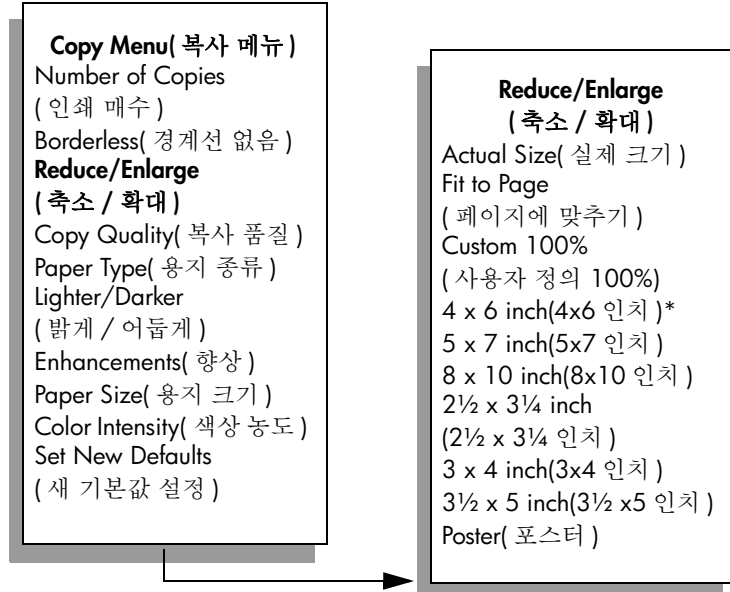 Copy Menu( 복사 메뉴 )
Number of Copies
( 인쇄 매수 )
Borderless( 경계선 없음 )
Reduce/Enlarge
( 축소 / 확대 )
Copy Quality( 복사 품질 )
Paper Type( 용지 종류 )
Lighter/Darker
( 밝게 / 어둡게 )
Enhancements( 향상 )
Paper Size( 용지 크기 )
Color Intensity( 색상 농도 )
Set New Defaults
( 새 기본값 설정 )
Reduce/Enlarge
( 축소 / 확대 )
Actual Size( 실제 크기 )
Fit to Page
( 페이지에 맞추기 )
Custom 100%
( 사용자 정의 100%)
4 x 6 inch(4x6 인치 )*
5 x 7 inch(5x7 인치 )
8 x 10 inch(8x10 인치 )
2½ x 3¼ inch
(2½ x 3¼ 인치 )
3 x 4 inch(3x4 인치 )
3½ x 5 inch(3½ x5 인치 )
Poster( 포스터 )